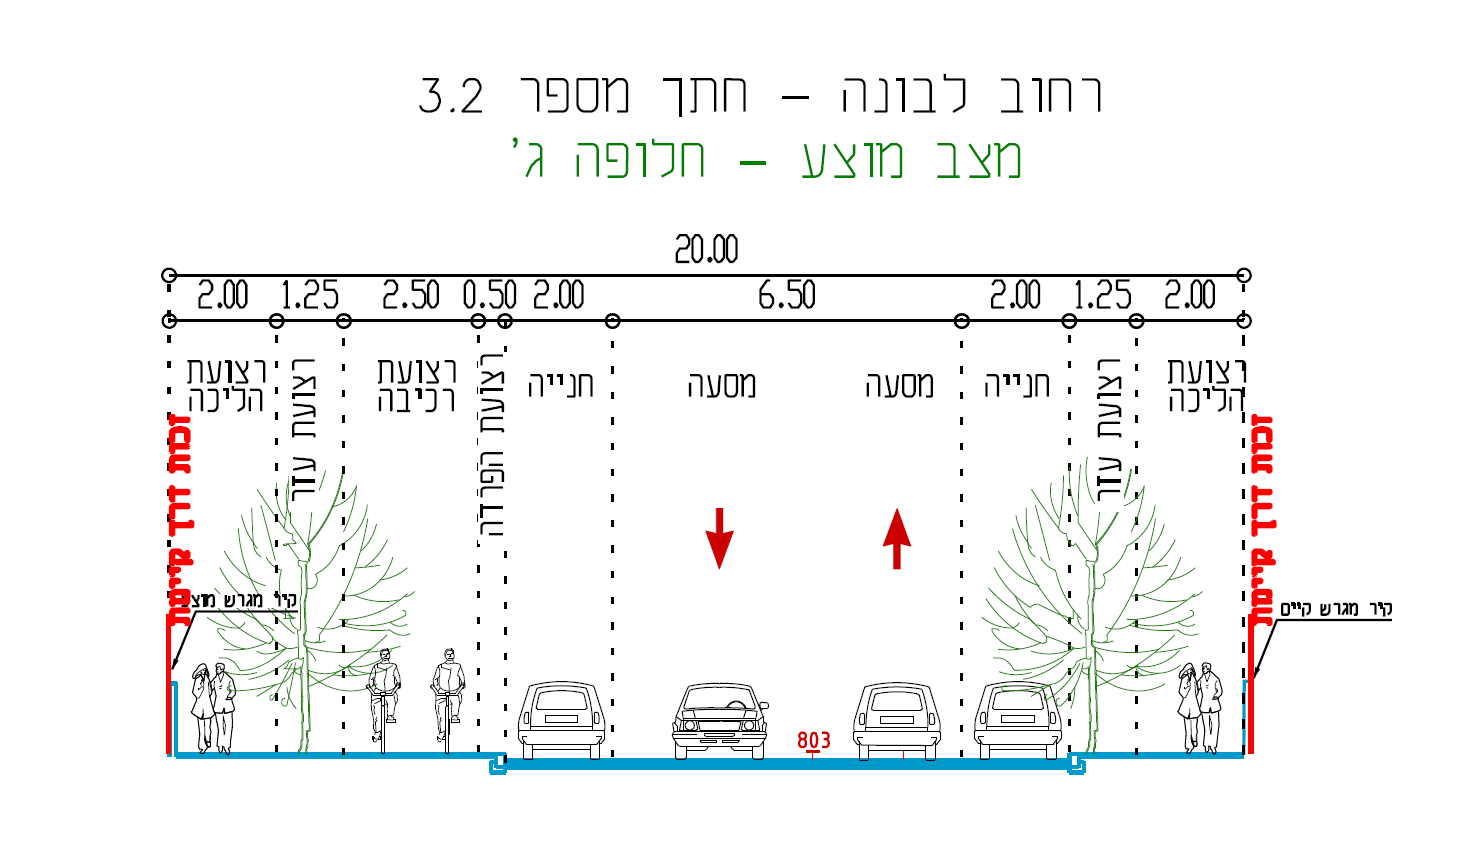 רחוב לבונה – חתך מספר 3.2
מצב מוצע – חלופה ג'
20.00
2.00 1.25 2.50 0.50 2.00 6.50 2.00 1.25 2.00
רצועת הליכה
רצועת עזר
רצועת רכיבה
רצועת הפרדה
חנייה
מסעה
מסעה
חנייה
רצועת עזר
רצועת הליכה
זכות דרך קיימת
זכות דרך קיימת
קיר מגרש מוצע
קיר מגרש קיים
803